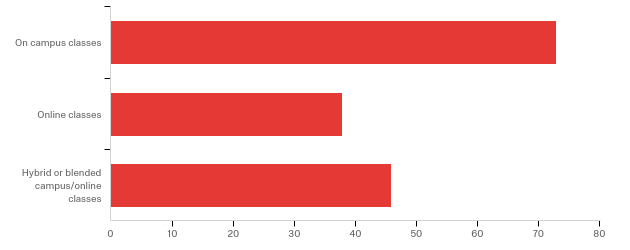 On campus classes
Online classes
Hybrid or blended
campus/online
classes
0 10 20 30 40 50 60 70 80